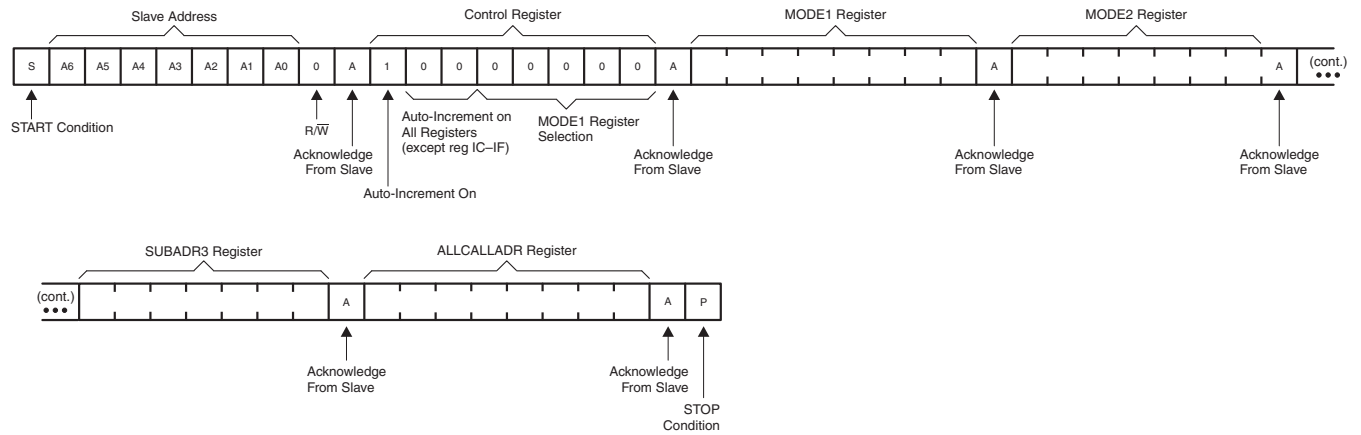 Slave Address
Control Register
MODE1 Register
MODE2 Register
S A6 A5 A4 A3 A2 A1 A0 0 A 1 0 0 0 0 0 0 0 A A A (cont.)
START Condition
R/W
Acknowledge
From Slave
Auto-Increment On
Auto-Increment on
All Registers
(except reg IC–IF)
MODE1 Register
Selection
Acknowledge
From Slave
Acknowledge
From Slave
Acknowledge
From Slave
SUBADR3 Register
ALLCALLADR Register
(cont.) A A P
Acknowledge
From Slave
Acknowledge
From Slave
STOP
Condition